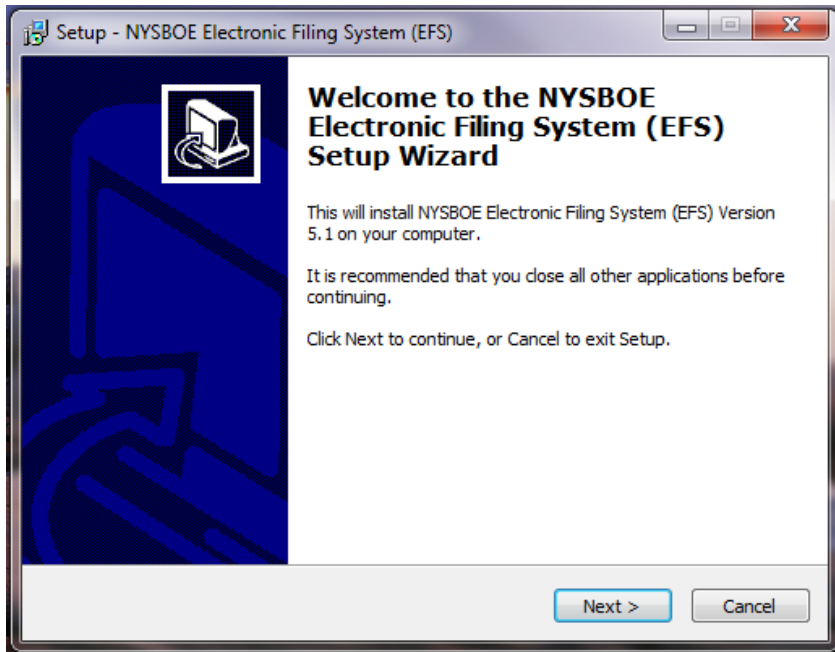 Setup - NYSBOE Electronic Filing System (EFS)
Welcome to the NYSBOE
Electronic Filing System (EFS)
Setup Wizard
This will install NYSBOE Electronic Filing System (EFS) Version
5.1 on your computer.
It is recommended that you close all other applications before
continuing.
Click Next to continue, or Cancel to exit Setup.
Next >
Cancel